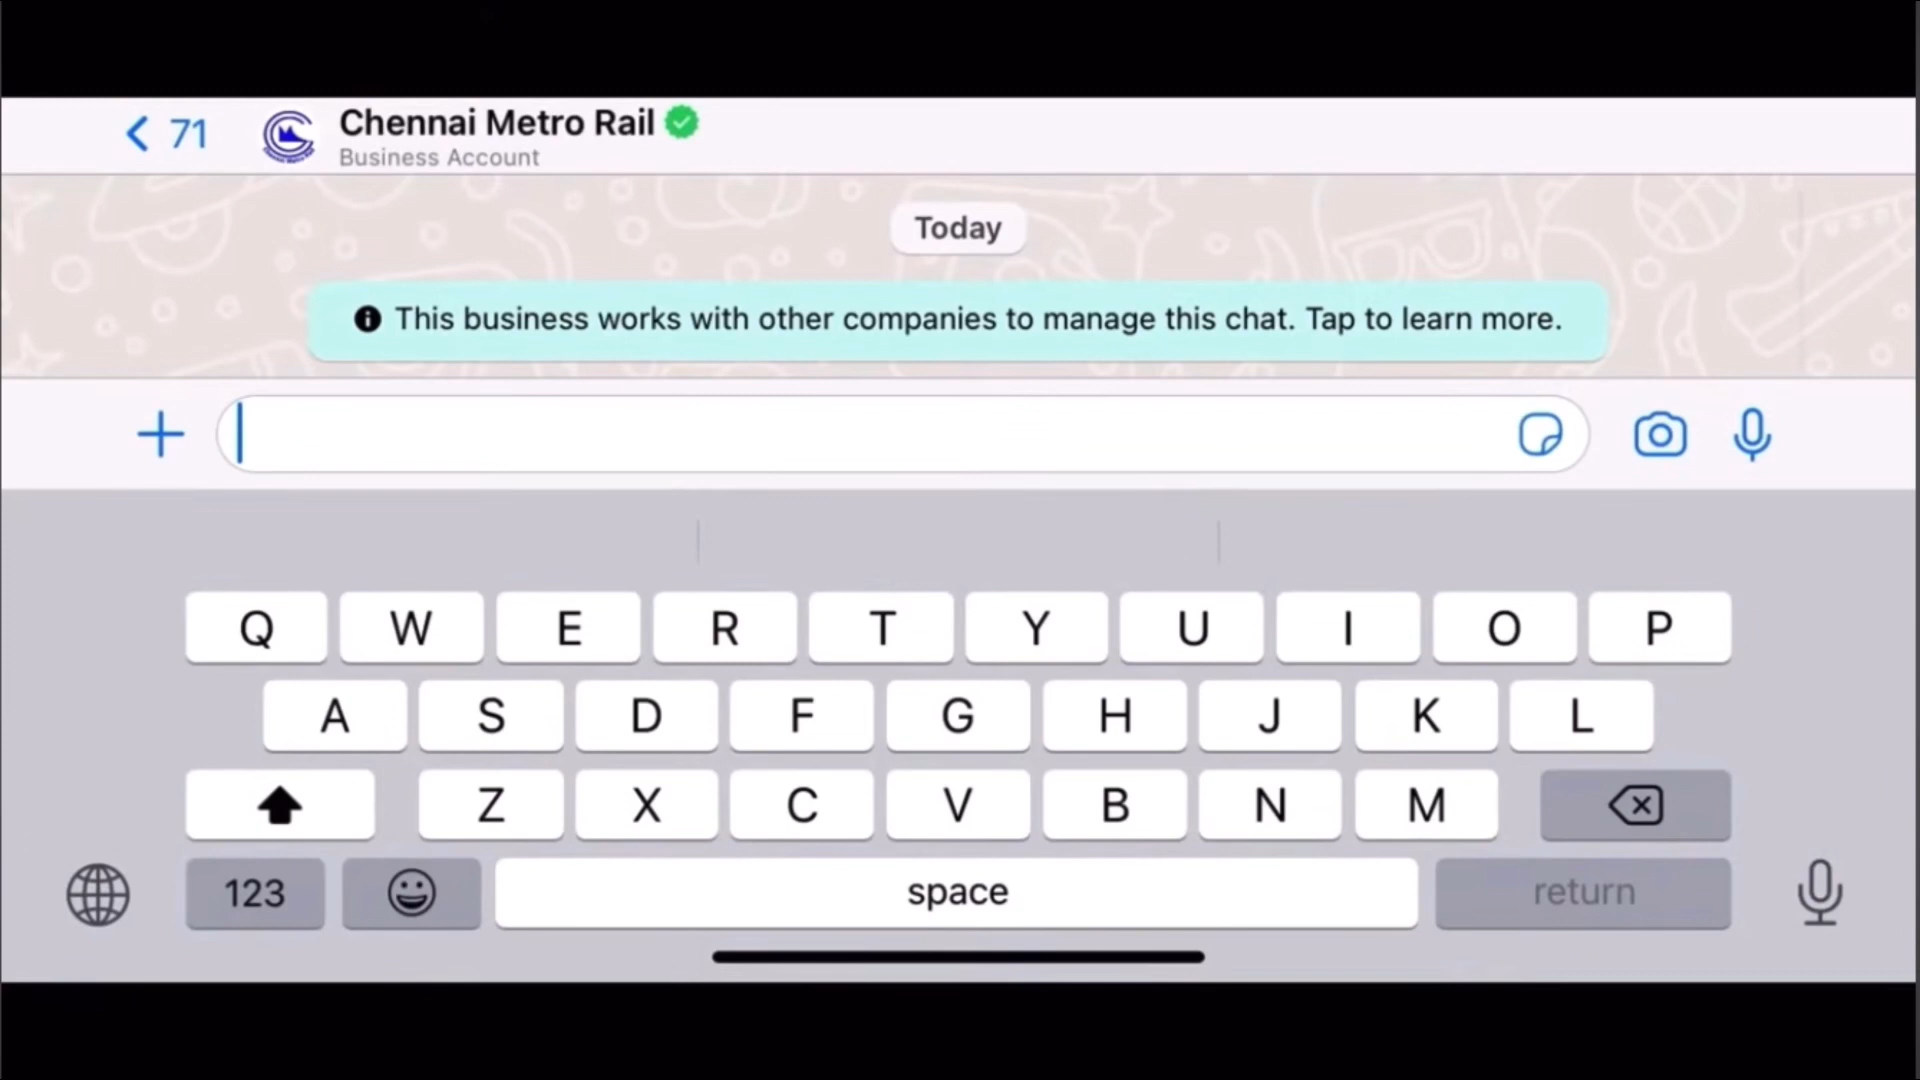 71
Chennai Metro Rail
Business Account
Today
This business works with other companies to manage this chat. Tap to learn more.
Q W E R T Y U I O P
A S D F G H J K L
Z X C V B N M
123 space return